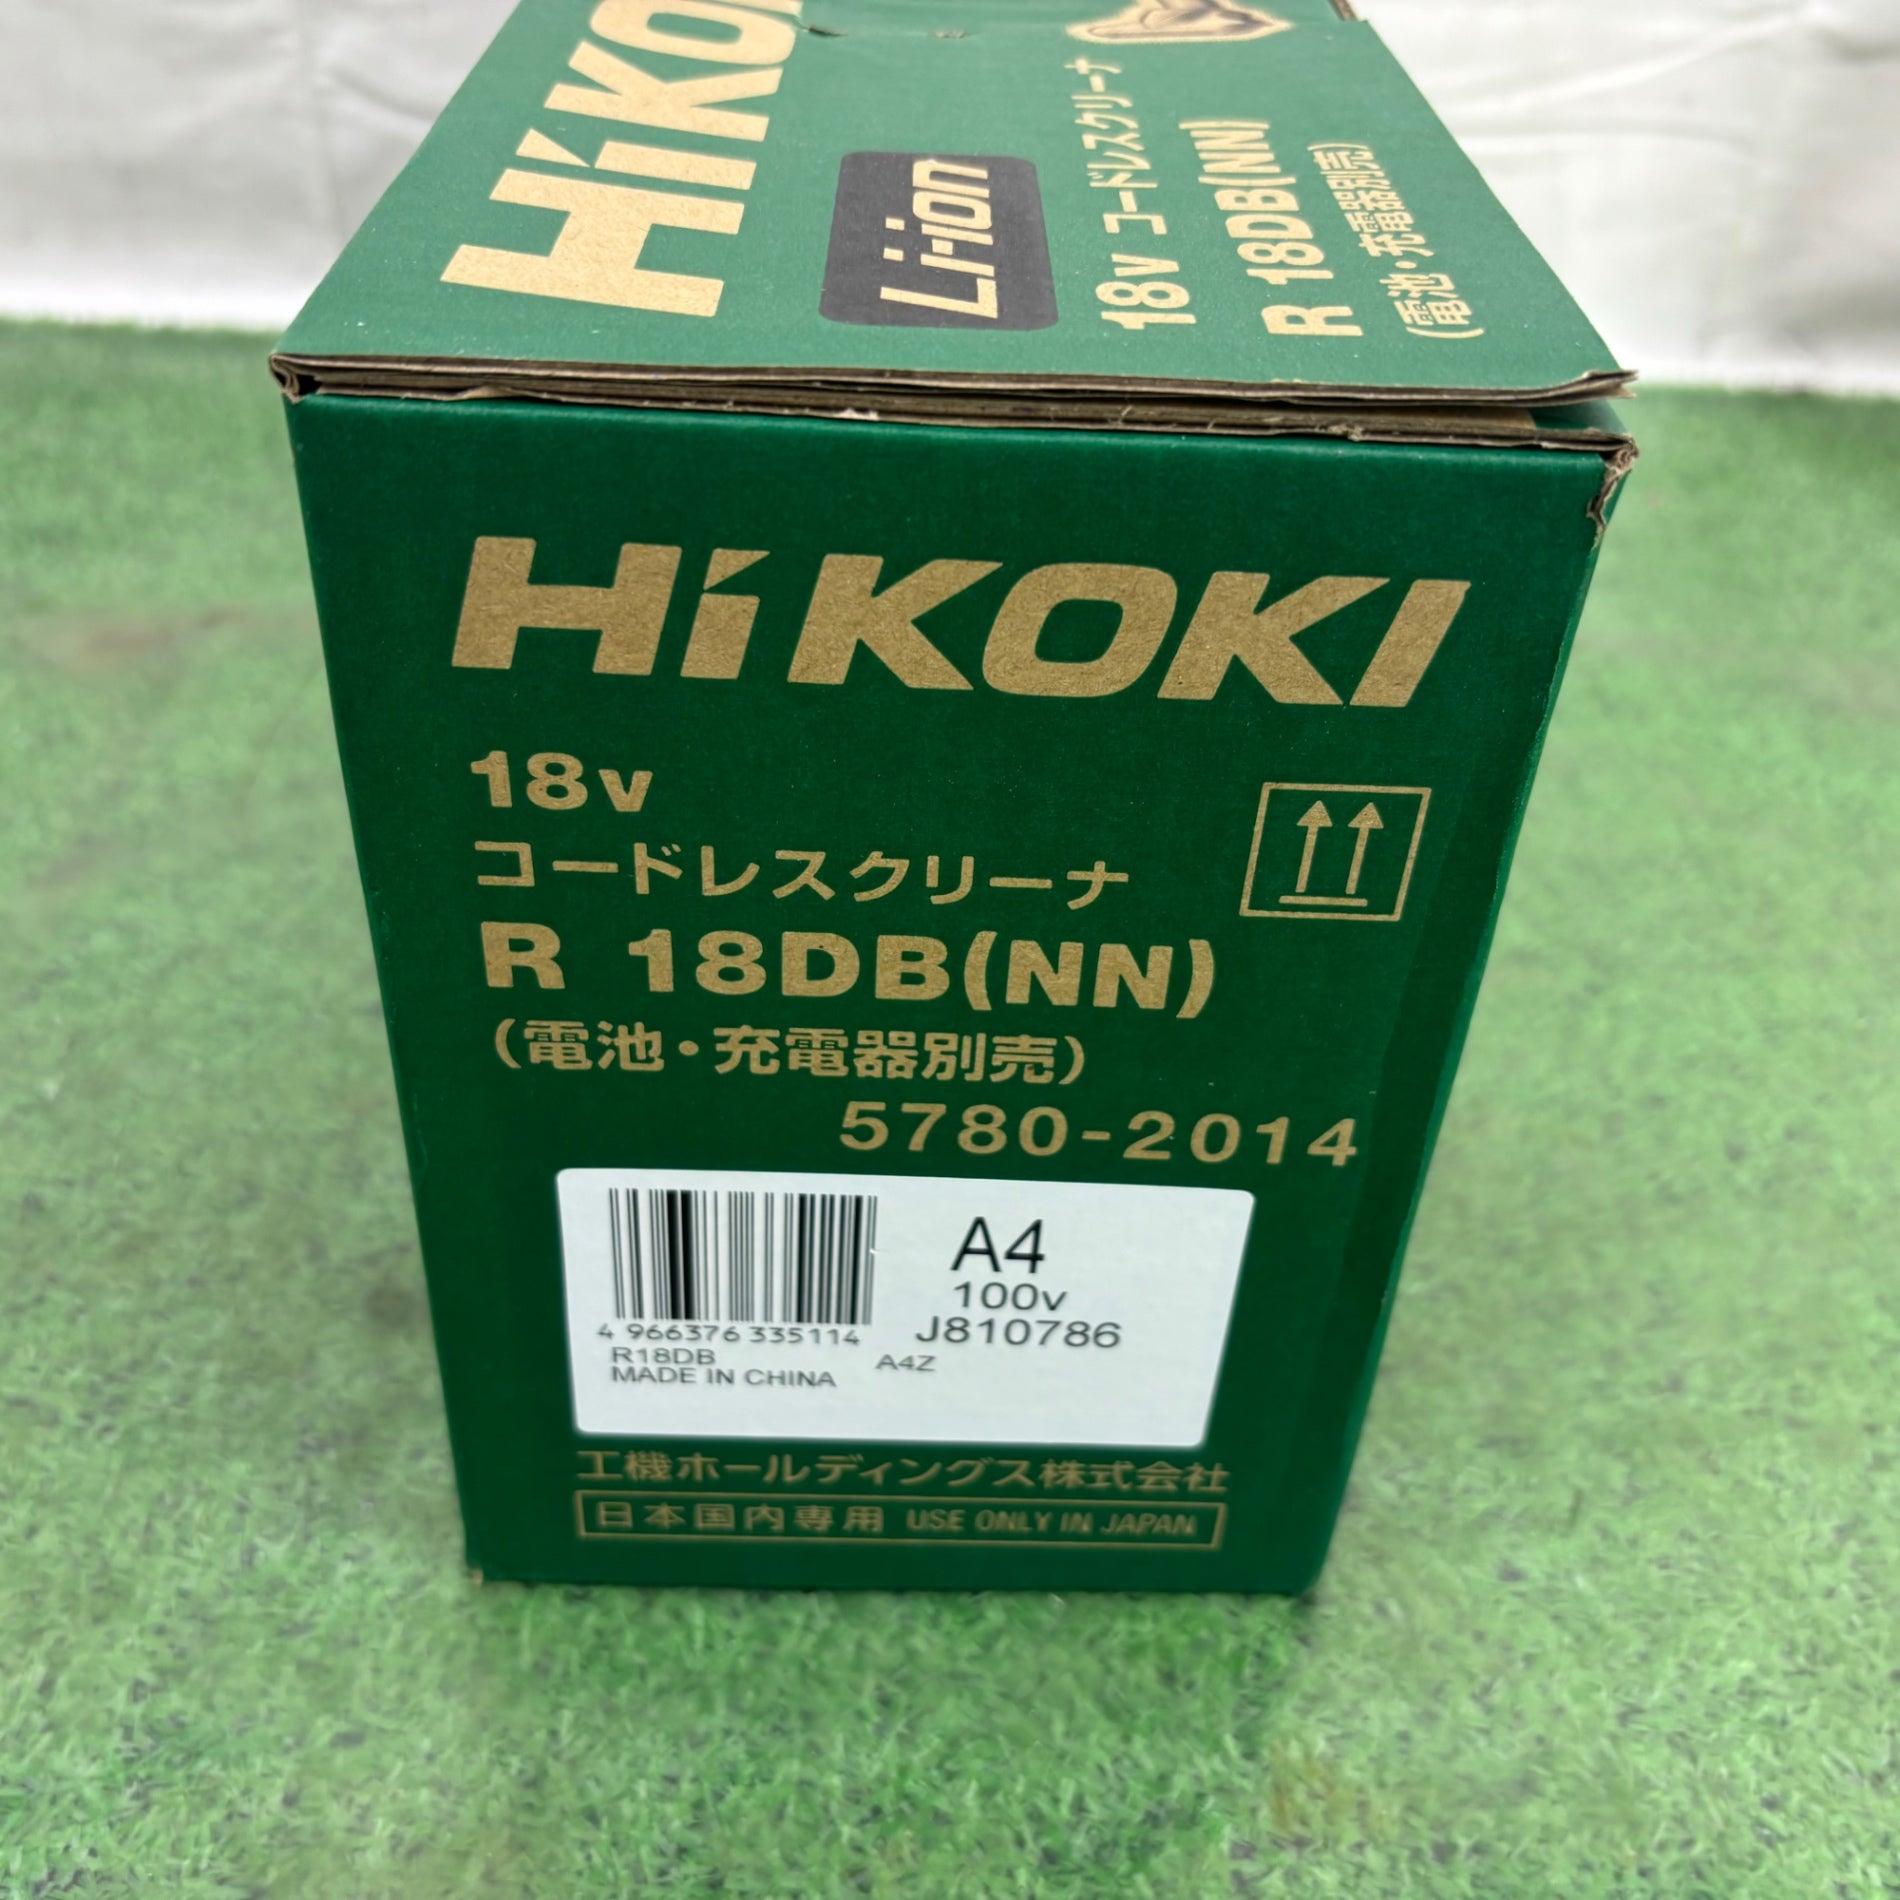 HiKO
Li-ion
18v コードレスクリーナ
R 18DB(NN)
(電池・充電器別売)
HiKOKI
18v
コードレスクリーナ
R 18DB(NN)
(電池・充電器別売)
5780-2014
A4
100v
4 966376 335114
J810786
R18DB A4Z
MADE IN CHINA
工機ホールディングス株式会社
日本国内専用 USE ONLY IN JAPAN